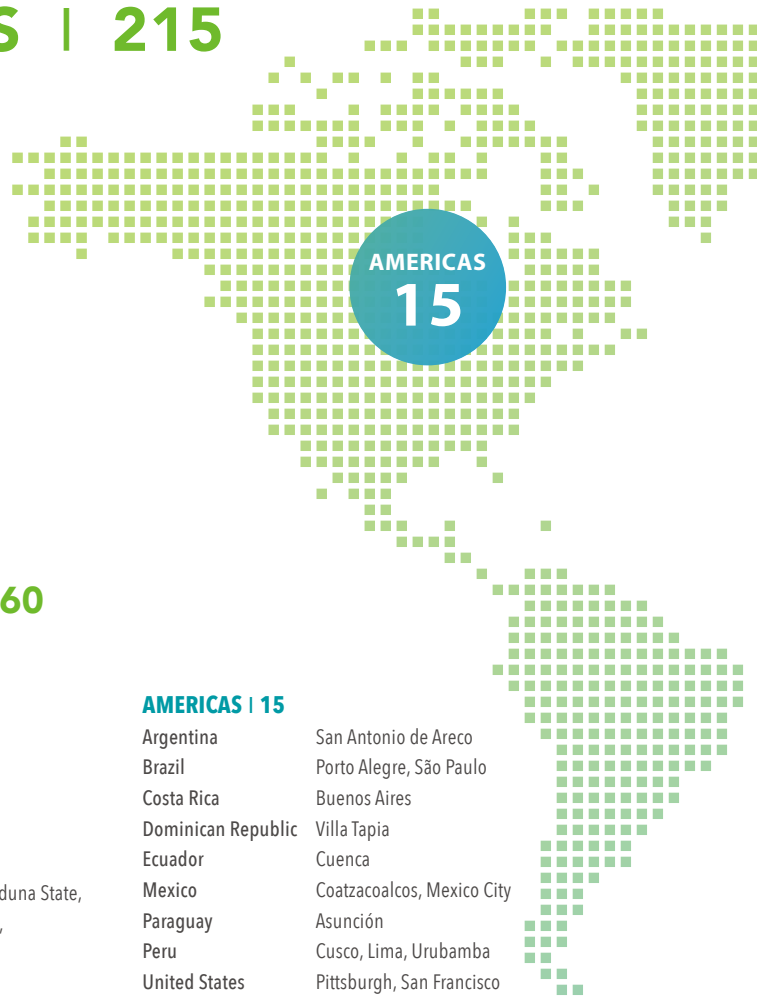 S | 215
AMERICAS
15
60
AMERICAS | 15
Argentina San Antonio de Areco
Brazil Porto Alegre, São Paulo
Costa Rica Buenos Aires
Dominican Republic Villa Tapia
Ecuador Cuenca
Mexico Coatzacoalcos, Mexico City
Paraguay Asunción
Peru Cusco, Lima, Urubamba
United States Pittsburgh, San Francisco
duna State,
,